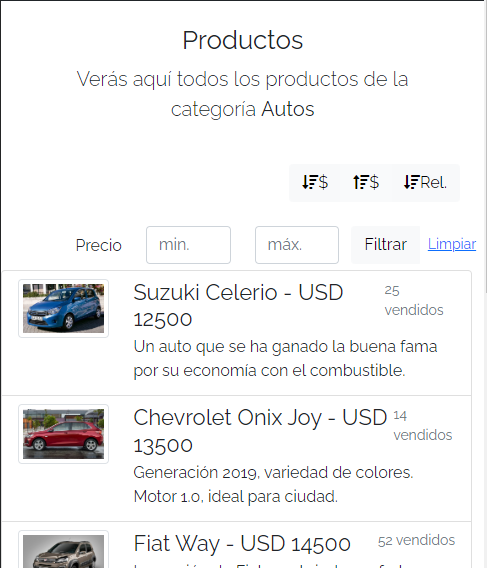 Productos
Verás aquí todos los productos de la
categoría Autos
$ $ Rel.
Precio min. máx. Filtrar Limpiar
Suzuki Celerio - USD
12500
25
vendidos
Un auto que se ha ganado la buena fama
por su economía con el combustible.
Chevrolet Onix Joy - USD
13500
14
vendidos
Generación 2019, variedad de colores.
Motor 1.0, ideal para ciudad.
Fiat Way - USD 14500
52 vendidos